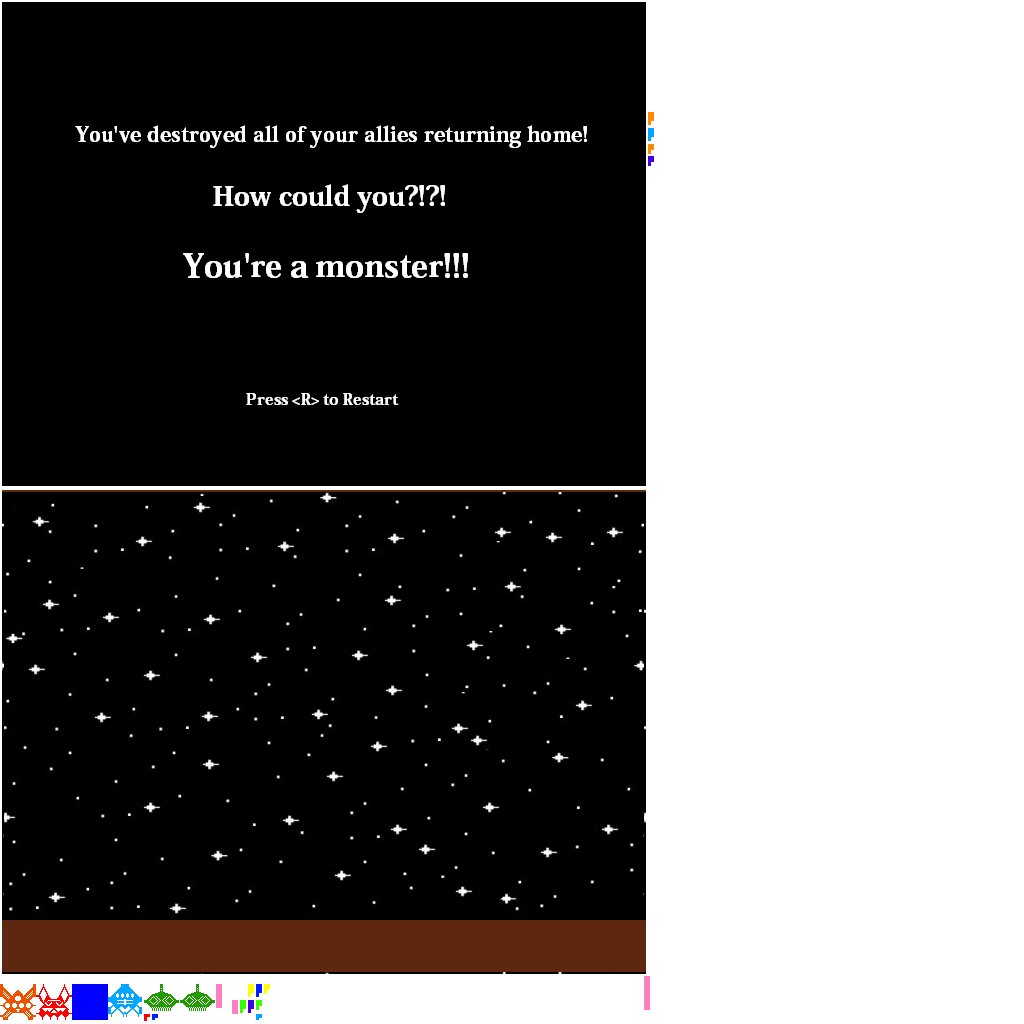 You've destroyed all of your allies returning home!
How could you?!?!
You're a monster!!!
Press <R> to Restart